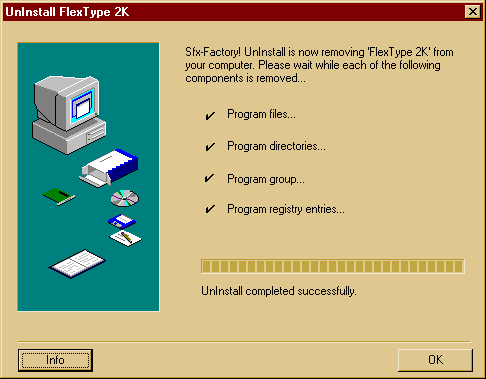 UnInstall FlexType 2K
Sfx-Factory! UnInstall is now removing 'FlexType 2K' from
your computer. Please wait while each of the following
components is removed...
Program files...
Program directories...
Program group...
Program registry entries...
UnInstall completed successfully.
Info
OK